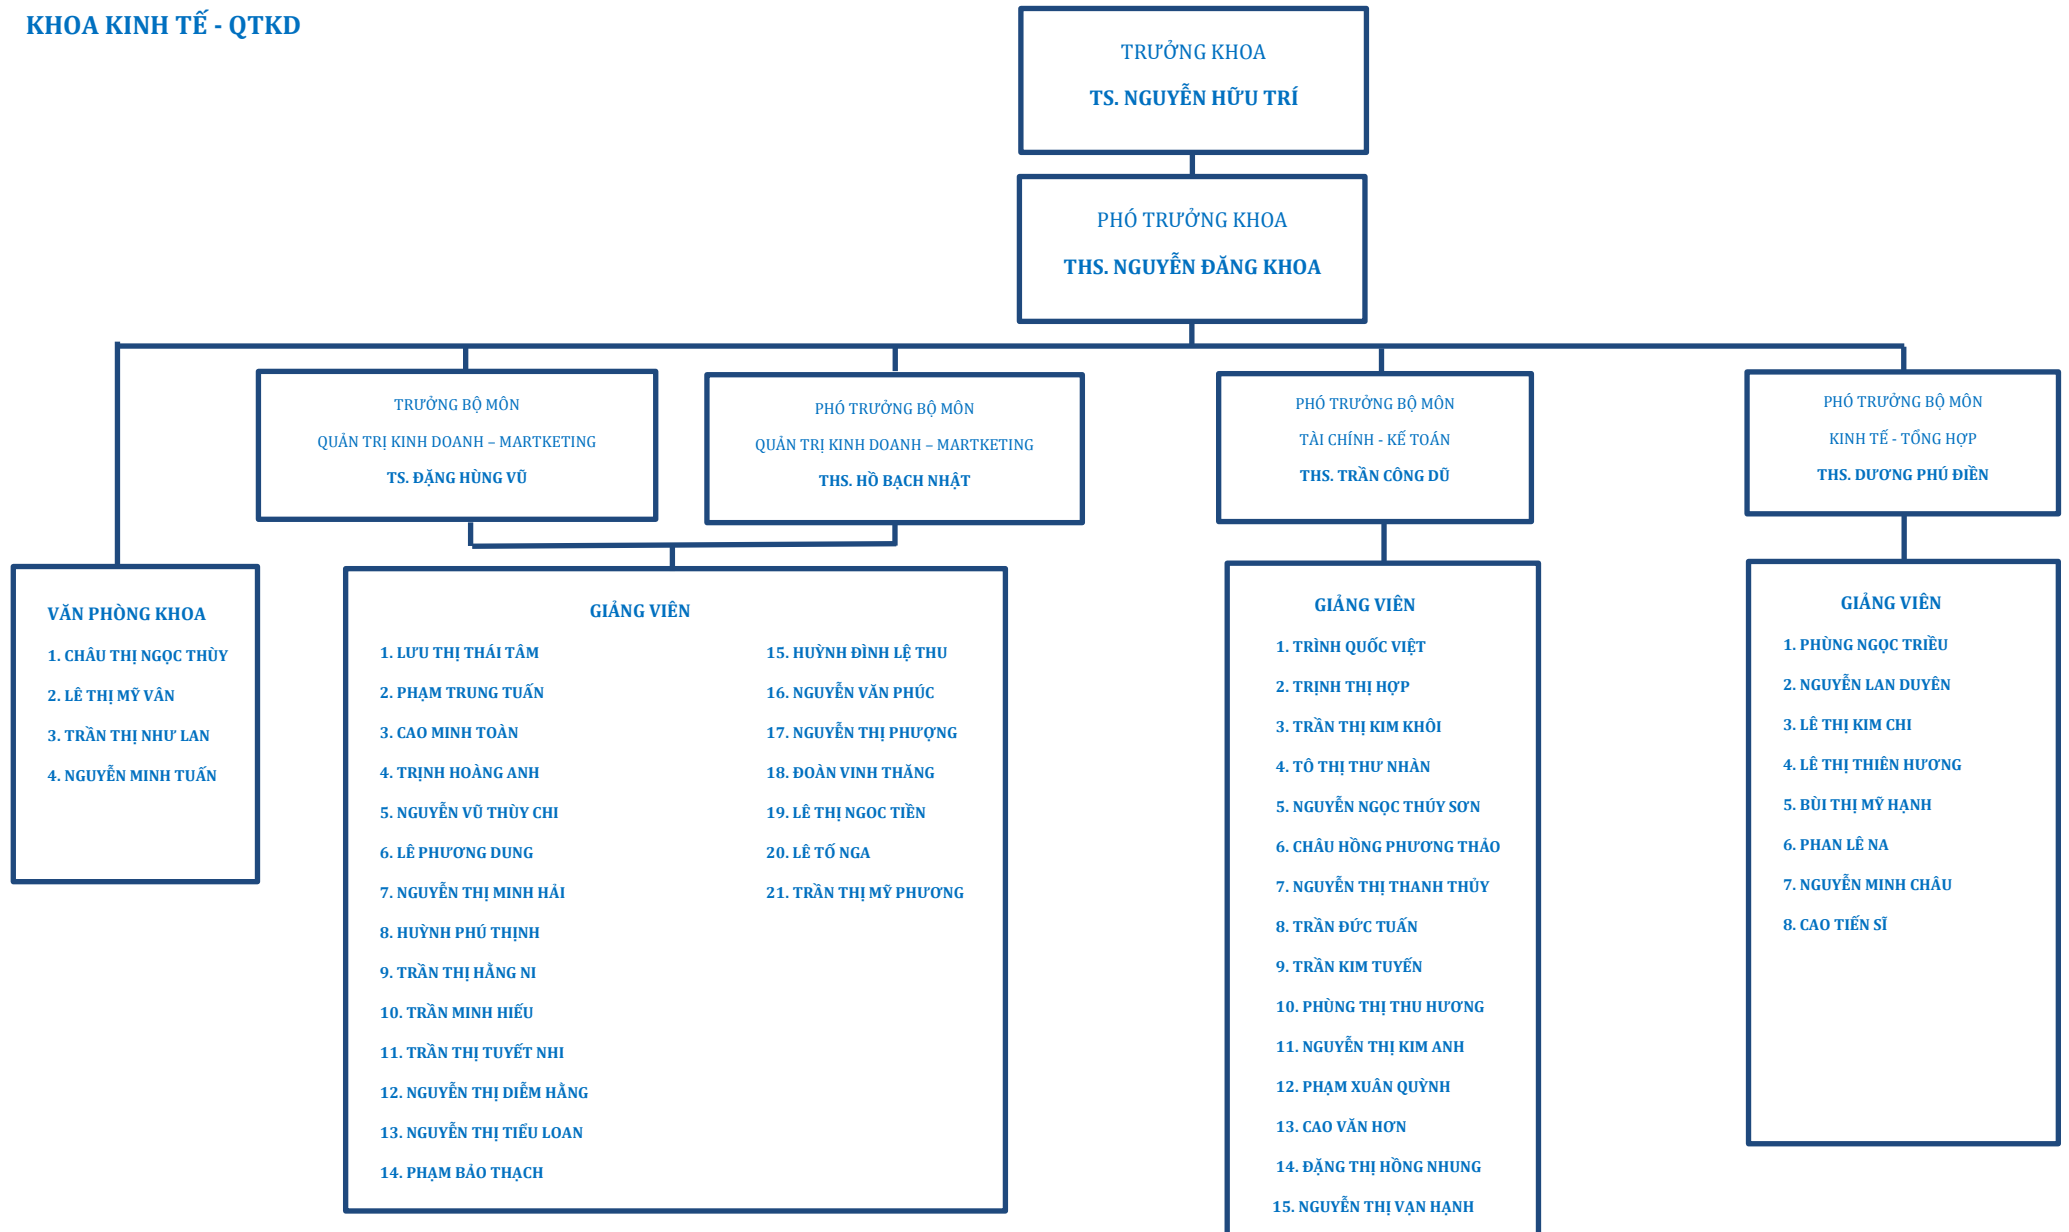 KHOA KINH TẾ - QTKD
TRƯỞNG KHOA
TS. NGUYỄN HỮU TRÍ
PHÓ TRƯỞNG KHOA
THS. NGUYỄN ĐĂNG KHOA
TRƯỞNG BỘ MÔN
QUẢN TRỊ KINH DOANH – MARTKETING
TS. ĐẶNG HÙNG VŨ
PHÓ TRƯỞNG BỘ MÔN
QUẢN TRỊ KINH DOANH – MARTKETING
THS. HỒ BẠCH NHẬT
PHÓ TRƯỞNG BỘ MÔN
TÀI CHÍNH - KẾ TOÁN
THS. TRẦN CÔNG DŨ
PHÓ TRƯỞNG BỘ MÔN
KINH TẾ - TỔNG HỢP
THS. DƯƠNG PHÚ ĐIỀN
VĂN PHÒNG KHOA
1. CHÂU THỊ NGỌC THÙY
2. LÊ THỊ MỸ VÂN
3. TRẦN THỊ NHƯ LAN
4. NGUYỄN MINH TUẤN
GIẢNG VIÊN
1. LƯU THỊ THÁI TÂM
2. PHẠM TRUNG TUẤN
3. CAO MINH TOÀN
4. TRỊNH HOÀNG ANH
5. NGUYỄN VŨ THÙY CHI
6. LÊ PHƯƠNG DUNG
7. NGUYỄN THỊ MINH HẢI
8. HUỲNH PHÚ THỊNH
9. TRẦN THỊ HẰNG NI
10. TRẦN MINH HIẾU
11. TRẦN THỊ TUYẾT NHI
12. NGUYỄN THỊ DIỄM HẰNG
13. NGUYỄN THỊ TIỂU LOAN
14. PHẠM BẢO THẠCH
15. HUỲNH ĐÌNH LỆ THU
16. NGUYỄN VĂN PHÚC
17. NGUYỄN THỊ PHƯỢNG
18. ĐOÀN VINH THĂNG
19. LÊ THỊ NGOC TIỀN
20. LÊ TỐ NGA
21. TRẦN THỊ MỸ PHƯƠNG
GIẢNG VIÊN
1. TRÌNH QUỐC VIỆT
2. TRỊNH THỊ HỢP
3. TRẦN THỊ KIM KHÔI
4. TÔ THỊ THƯ NHÀN
5. NGUYỄN NGỌC THÚY SƠN
6. CHÂU HỒNG PHƯƠNG THẢO
7. NGUYỄN THỊ THANH THỦY
8. TRẦN ĐỨC TUẤN
9. TRẦN KIM TUYẾN
10. PHÙNG THỊ THU HƯƠNG
11. NGUYỄN THỊ KIM ANH
12. PHẠM XUÂN QUỲNH
13. CAO VĂN HƠN
14. ĐẶNG THỊ HỒNG NHUNG
15. NGUYỄN THỊ VẠN HẠNH
GIẢNG VIÊN
1. PHÙNG NGỌC TRIỀU
2. NGUYỄN LAN DUYÊN
3. LÊ THỊ KIM CHI
4. LÊ THỊ THIÊN HƯƠNG
5. BÙI THỊ MỸ HẠNH
6. PHAN LÊ NA
7. NGUYỄN MINH CHÂU
8. CAO TIẾN SĨ